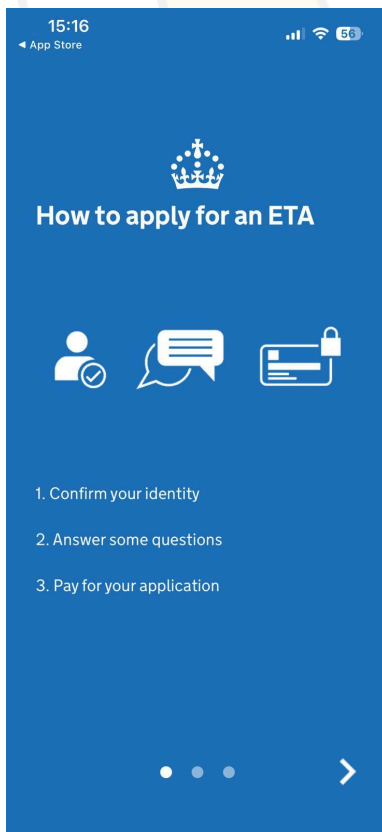 15:16
◀ App Store
56
How to apply for an ETA
1. Confirm your identity
2. Answer some questions
3. Pay for your application